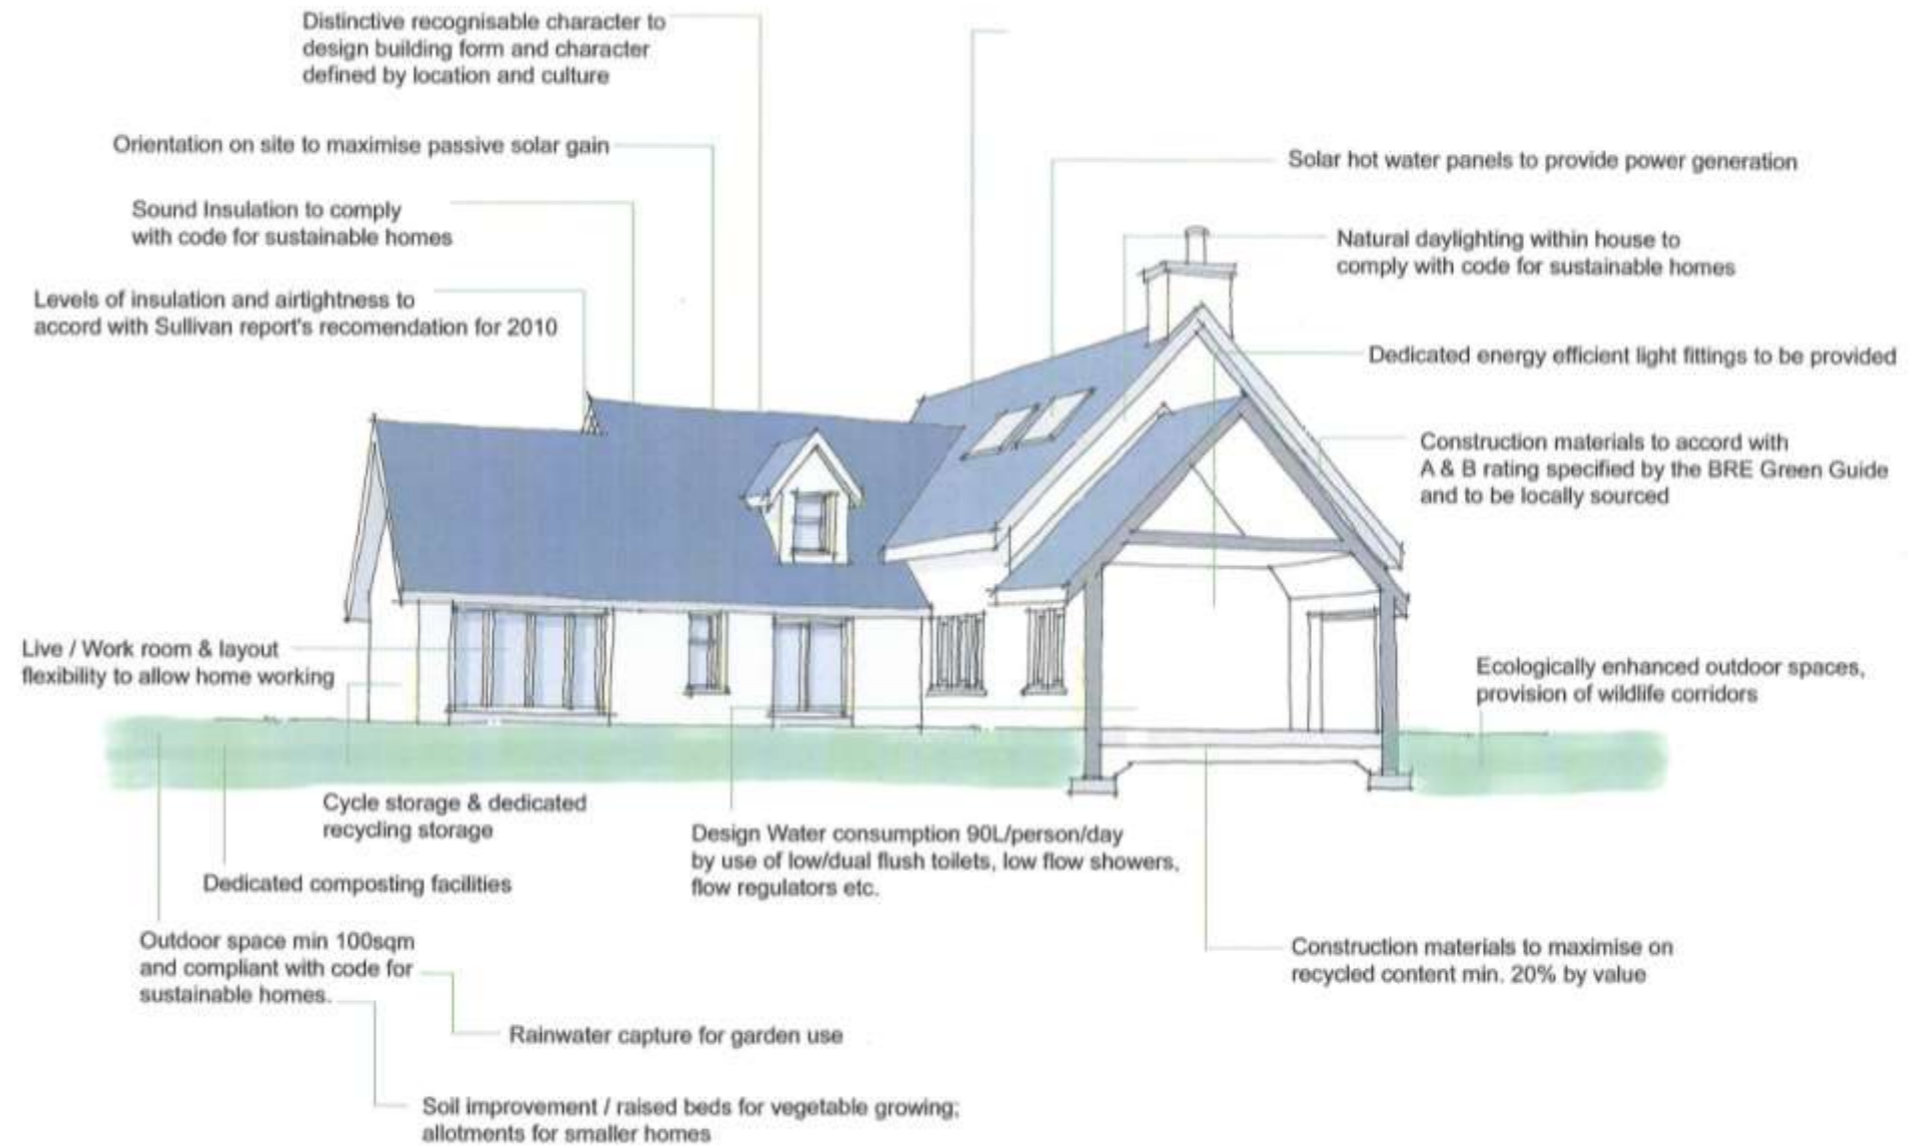 Distinctive recognisable character to
design building form and character
defined by location and culture
Orientation on site to maximise passive solar gain
Solar hot water panels to provide power generation
Sound Insulation to comply
with code for sustainable homes
Natural daylighting within house to
comply with code for sustainable homes
Levels of insulation and airtightness to
accord with Sullivan report's recomendation for 2010
Dedicated energy efficient light fittings to be provided
Construction materials to accord with
A & B rating specified by the BRE Green Guide
and to be locally sourced
Live / Work room & layout
flexibility to allow home working
Ecologically enhanced outdoor spaces,
provision of wildlife corridors
Cycle storage & dedicated
recycling storage
Design Water consumption 90L/person/day
by use of low/dual flush toilets, low flow showers,
flow regulators etc.
Dedicated composting facilities
Outdoor space min 100sqm
and compliant with code for
sustainable homes.
Construction materials to maximise on
recycled content min. 20% by value
Rainwater capture for garden use
Soil improvement / raised beds for vegetable growing;
allotments for smaller homes